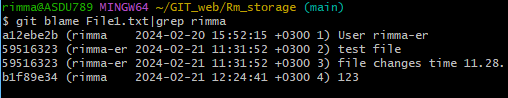 rimma@ASDU789 MINGW64 ~/GIT_web/Rm_storage (main)
$ git blame File1.txt|grep rimma
a12ebe2b (rimma    2024-02-20 15:52:15 +0300 1) User rimma-er
59516323 (rimma-er 2024-02-21 11:31:52 +0300 2) test file
59516323 (rimma-er 2024-02-21 11:31:52 +0300 3) file changes time 11.28.
b1f89e34 (rimma    2024-02-21 12:24:41 +0300 4) 123